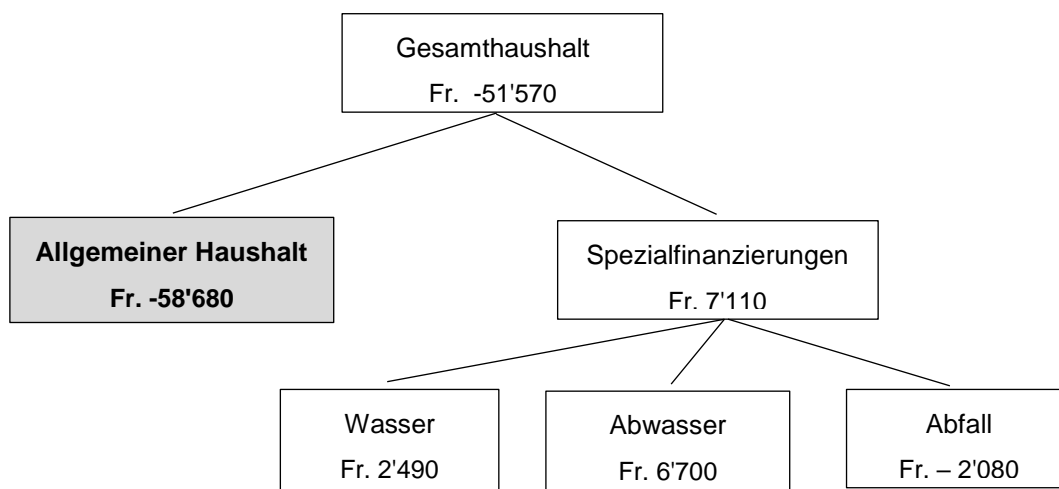 Gesamthaushalt
Fr. -51'570
Allgemeiner Haushalt
Fr. -58'680
Spezialfinanzierungen
Fr. 7'110
Wasser
Fr. 2'490
Abwasser
Fr. 6'700
Abfall
Fr. – 2'080